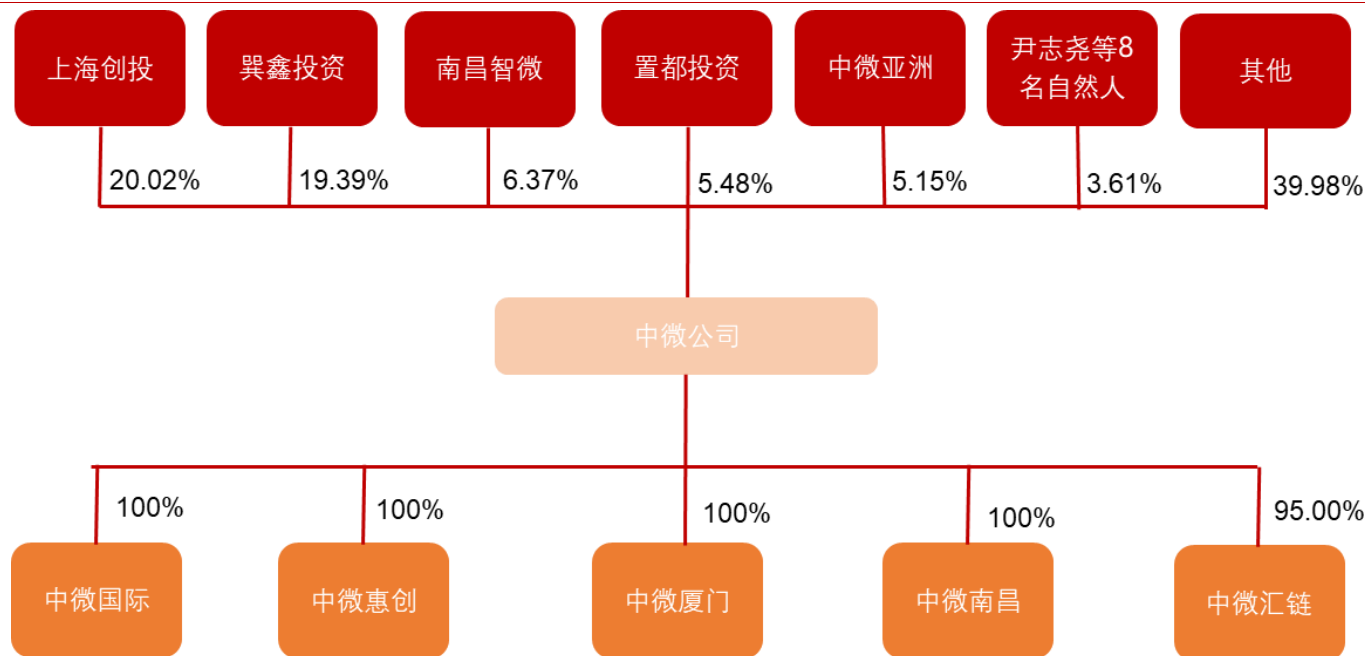 上海创投
巽鑫投资
南昌智微
置都投资
中微亚洲
尹志尧等8
名自然人
其他
20.02%
19.39%
6.37%
5.48%
5.15%
3.61%
39.98%
中微公司
100%
100%
100%
100%
95.00%
中微国际
中微惠创
中微厦门
中微南昌
中微汇链